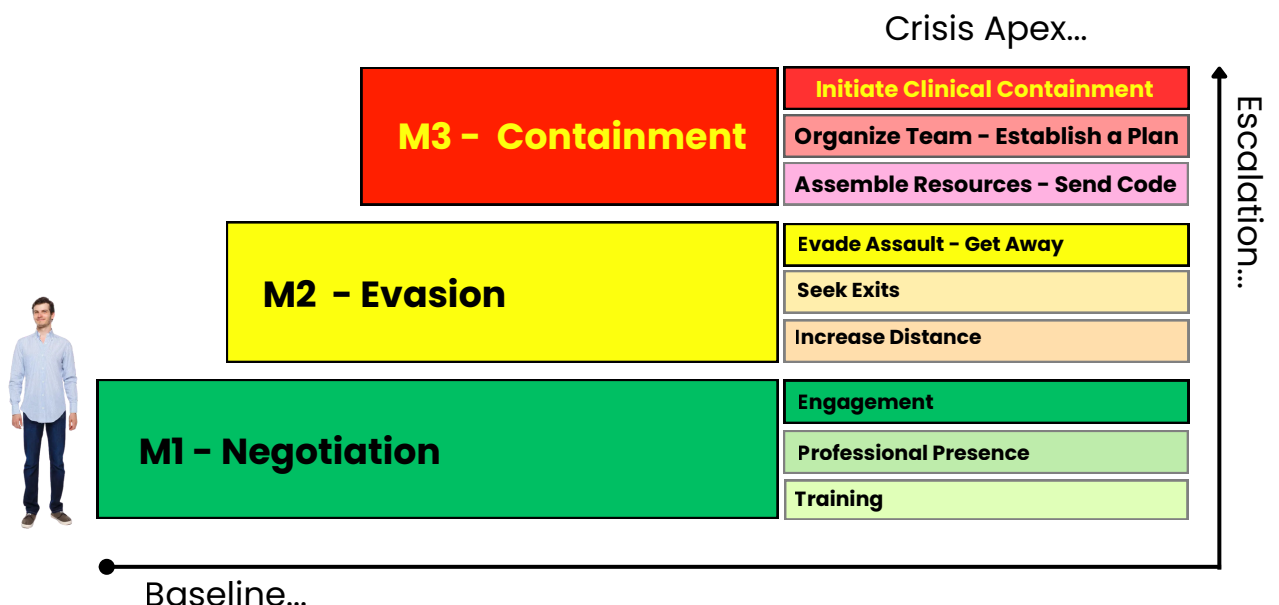 Crisis Apex...
M3 - Containment
Initiate Clinical Containment
Organize Team - Establish a Plan
Assemble Resources - Send Code
M2 - Evasion
Evade Assault - Get Away
Seek Exits
Increase Distance
M1 - Negotiation
Engagement
Professional Presence
Training
Escalation...
Baseline...